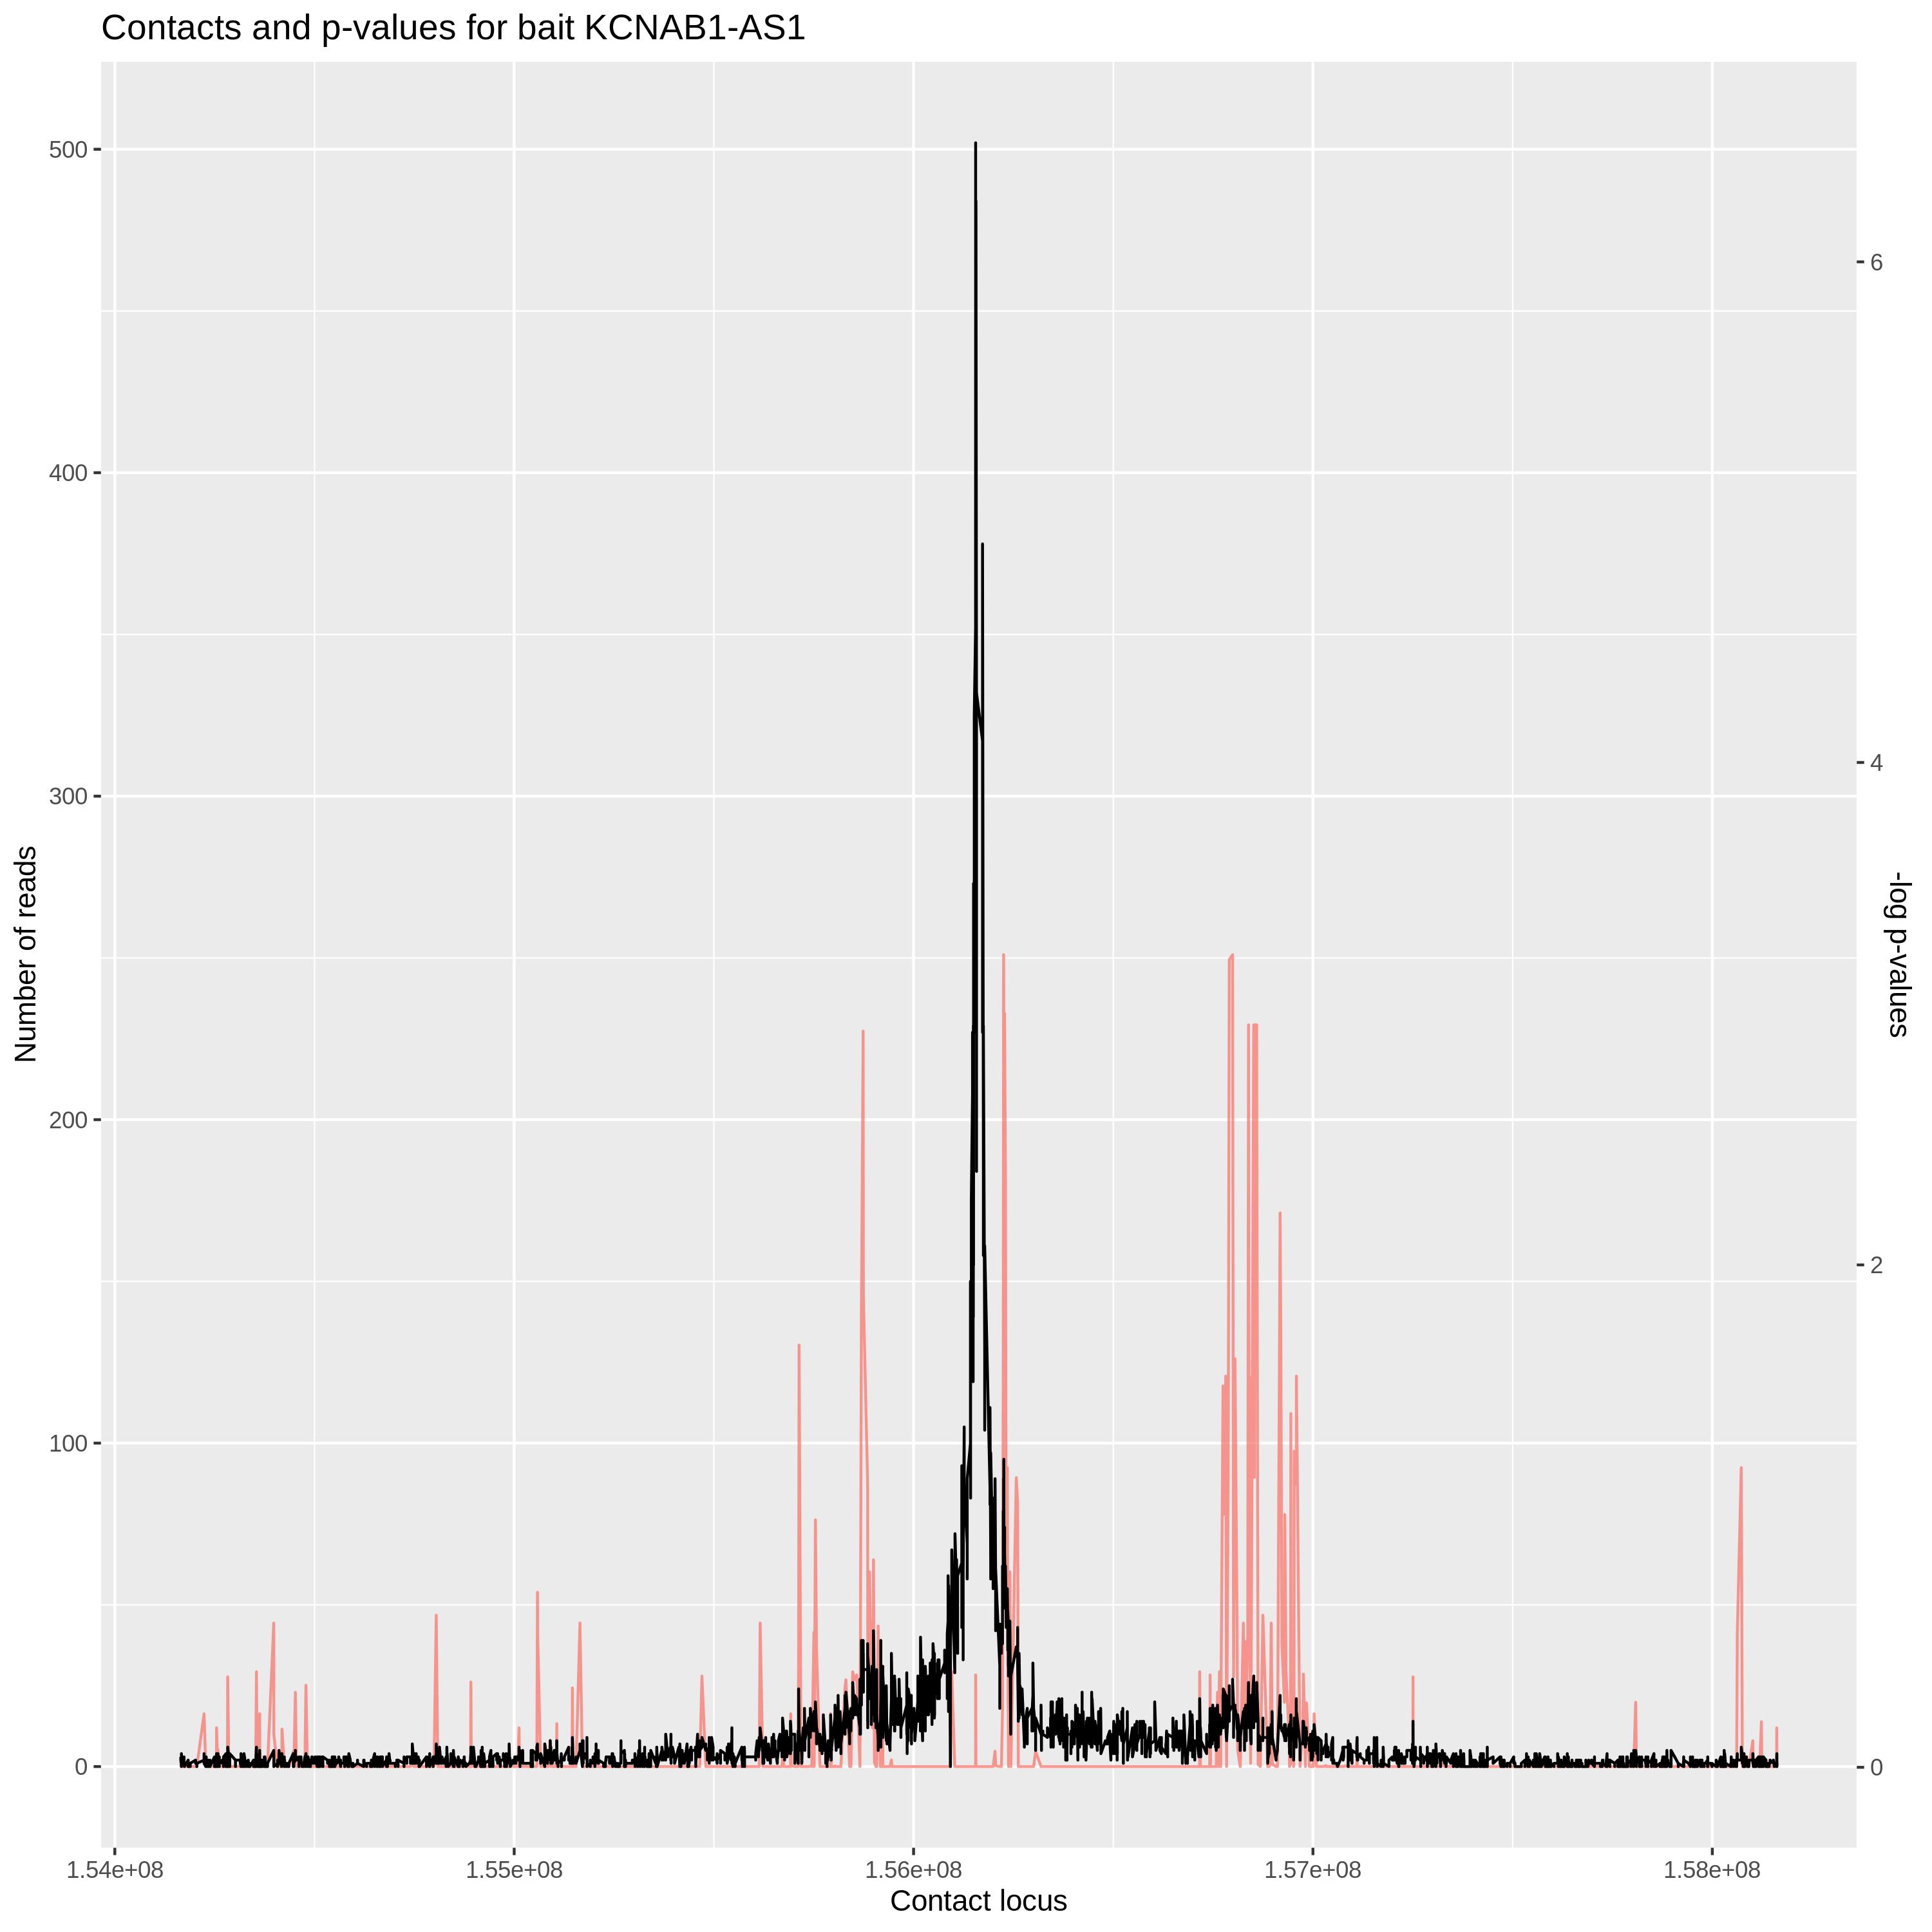 Contacts and p-values for bait KCNAB1-AS1
500
400
300
200
100
0
Number of reads
6
4
2
0
-log p-values
1.54e+08
1.55e+08
1.56e+08
1.57e+08
1.58e+08
Contact locus